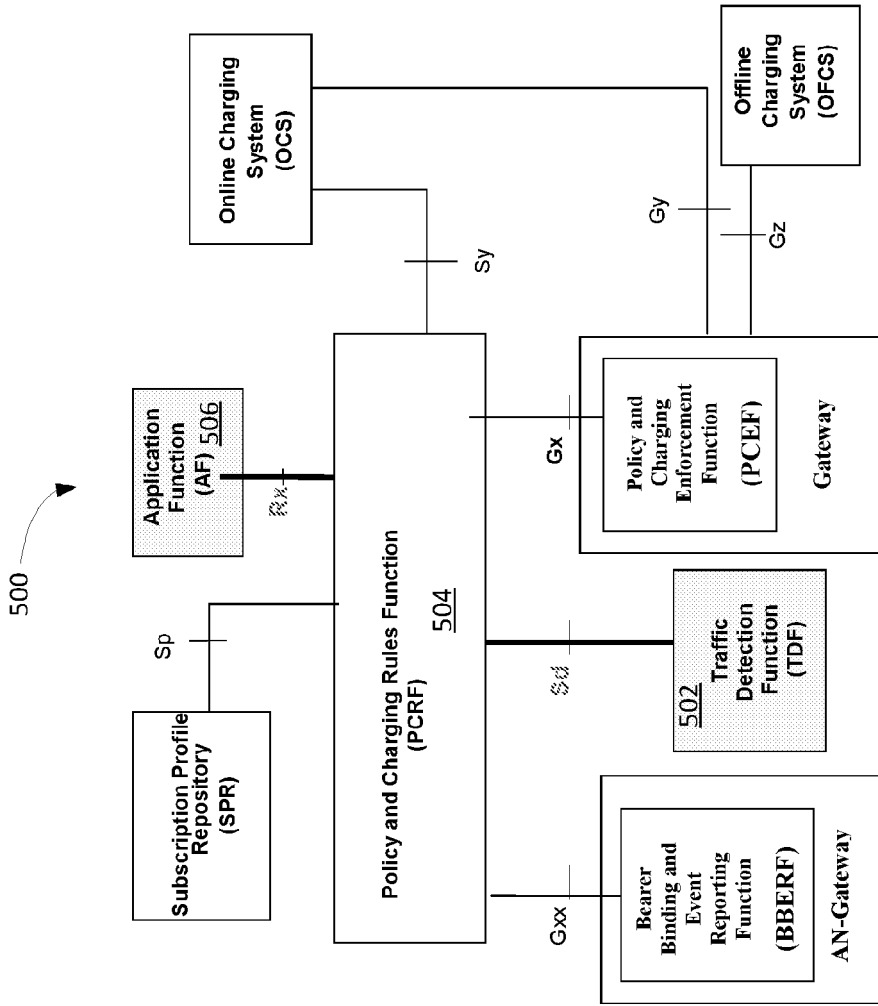 500
Subscription Profile
Repository
(SPR)
Sp
Application
Function
(AF) 506
Rx
Online Charging
System
(OCS)
Sy
Policy and Charging Rules Function
(PCRF)
504
Gxx
Sd
Gx
Gy
Gz
Bearer
Binding and
Event
Reporting
Function
(BBERF)
AN-Gateway
502
Traffic
Detection
Function
(TDF)
Policy and
Charging
Enforcement
Function
(PCEF)
Gateway
Offline
Charging
System
(OFCS)